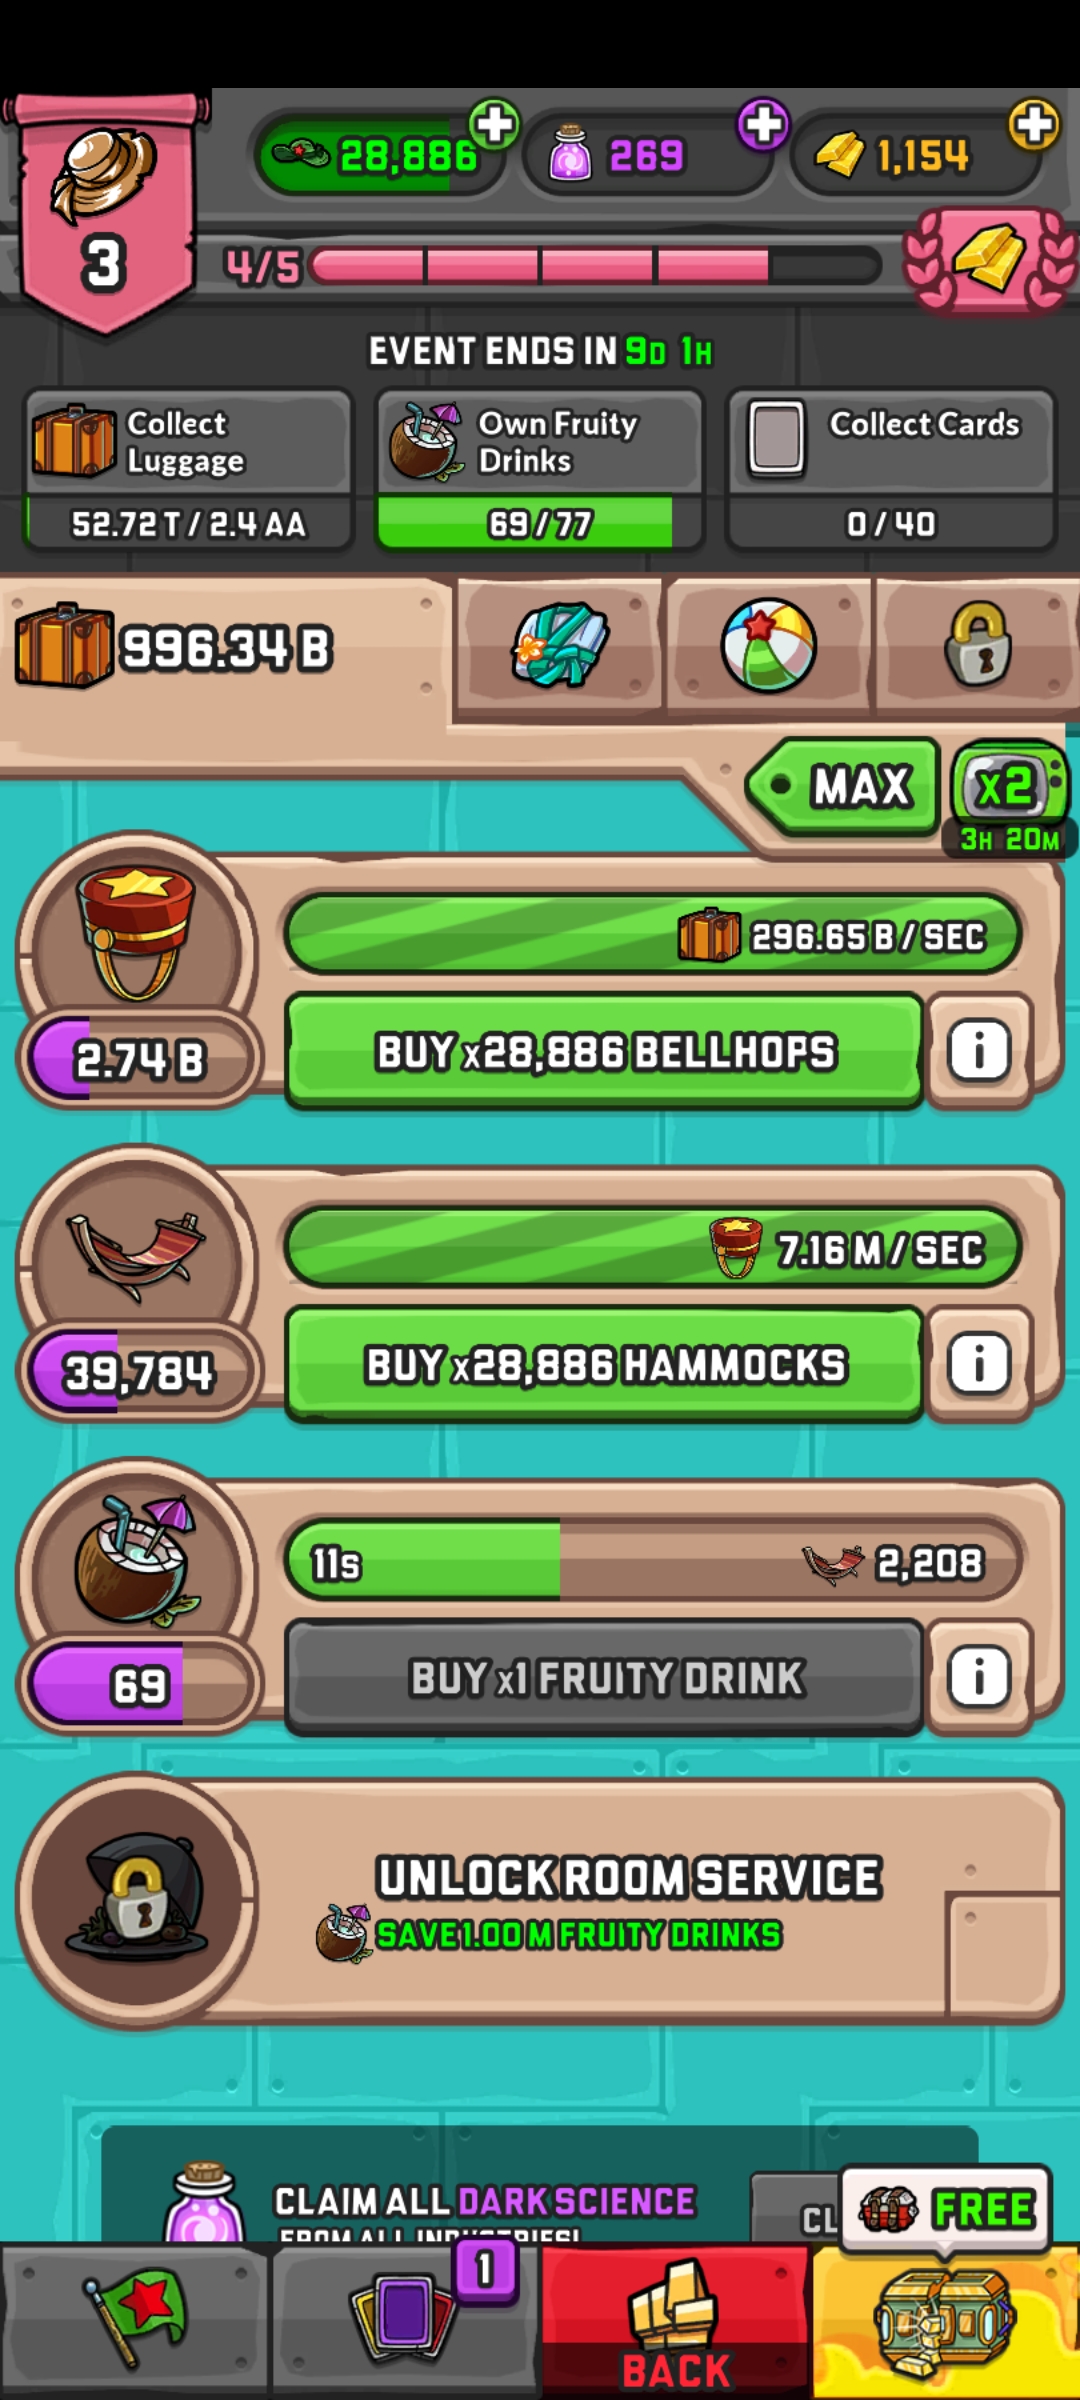 28,886
269
1,154
3
4/5
EVENT ENDS IN 9D 1H
Collect
Luggage
52.72 T / 2.4 AA
Own Fruity
Drinks
69 / 77
Collect Cards
0 / 40
996.34 B
MAX
x2
3H 20M
296.65 B / SEC
2.74 B
BUY x28,886 BELLHOPS
i
7.16 M / SEC
39,784
BUY x28,886 HAMMOCKS
i
11s
2,208
69
BUY x1 FRUITY DRINK
i
UNLOCK ROOM SERVICE
SAVE 1.00 M FRUITY DRINKS
CLAIM ALL DARK SCIENCE
FROM ALL INDUSTRIES!
CL
FREE
1
BACK